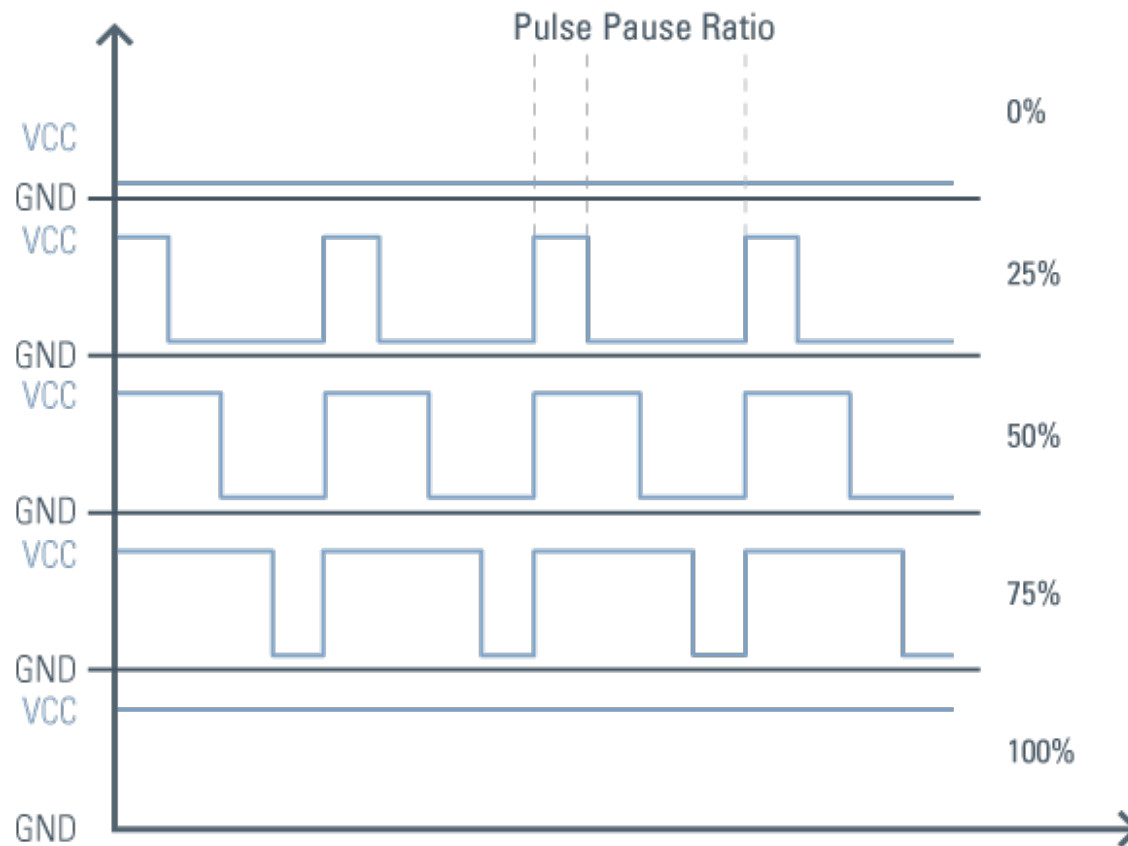 Pulse Pause Ratio
0%
VCC
GND
VCC
25%
GND
VCC
50%
GND
VCC
75%
GND
VCC
100%
GND